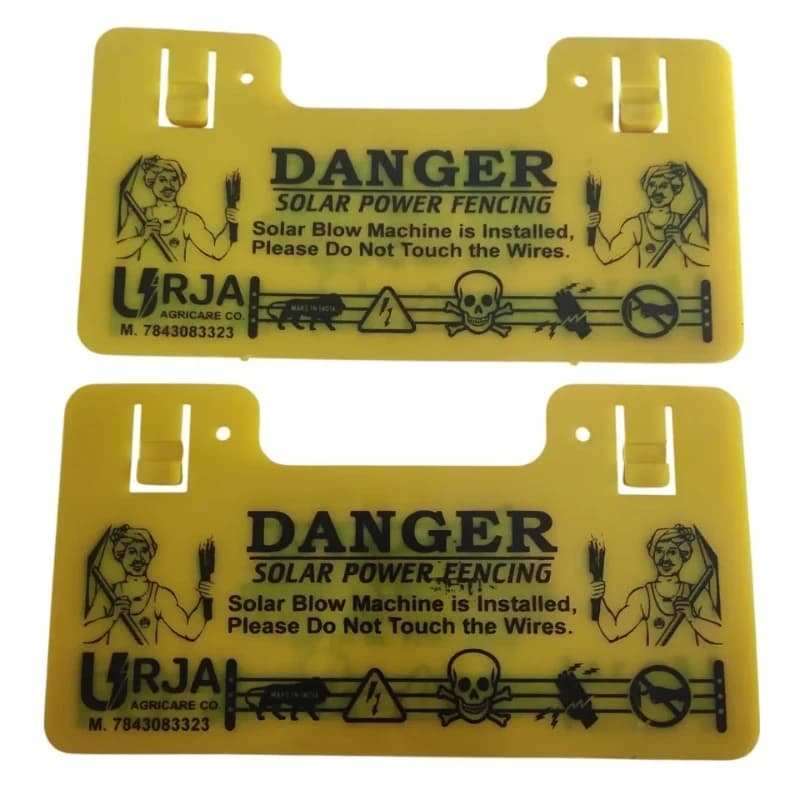 DANGER
SOLAR POWER FENCING
Solar Blow Machine is Installed,
Please Do Not Touch the Wires.
URJA
AGRICARE CO.
M. 7843083323
MAKE IN INDIA
DANGER
SOLAR POWER FENCING
Solar Blow Machine is Installed,
Please Do Not Touch the Wires.
URJA
AGRICARE CO.
M. 7843083323
MAKE IN INDIA